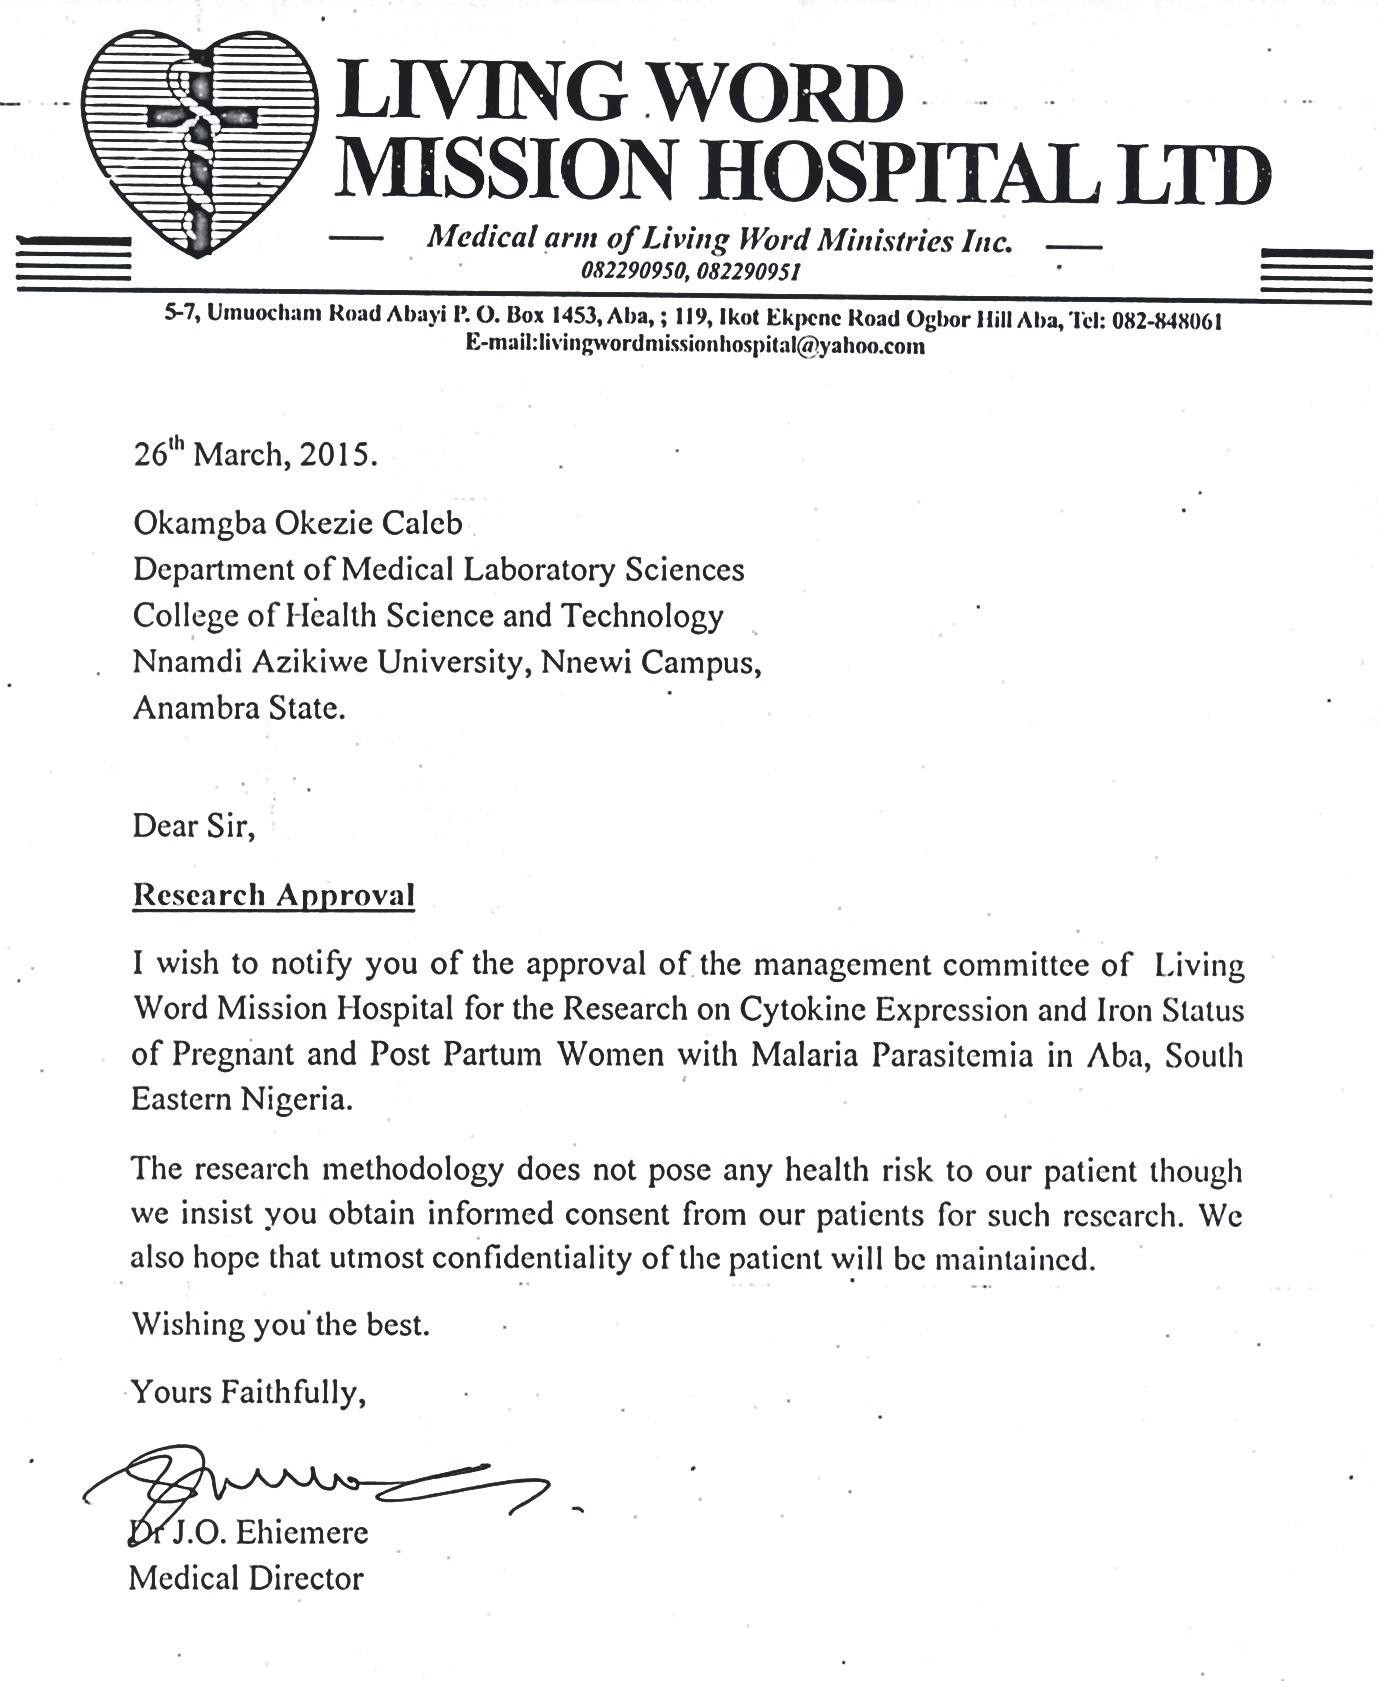 LIVING WORD
MISSION HOSPITAL LTD
Medical arm of Living Word Ministries Inc.
082290950, 082290951
5-7, Umuocham Road Abayi P. O. Box 1453, Aba, ; 119, Ikot Ekpene Road Ogbor Hill Aba, Tel: 082-848061
E-mail:livingwordmissionhospital@yahoo.com
26th March, 2015.
Okamgba Okezie Caleb
Department of Medical Laboratory Sciences
College of Health Science and Technology
Nnamdi Azikiwe University, Nnewi Campus,
Anambra State.
Dear Sir,
Research Approval
I wish to notify you of the approval of the management committee of Living
Word Mission Hospital for the Research on Cytokine Expression and Iron Status
of Pregnant and Post Partum Women with Malaria Parasitemia in Aba, South
Eastern Nigeria.
The research methodology does not pose any health risk to our patient though
we insist you obtain informed consent from our patients for such research. We
also hope that utmost confidentiality of the patient will be maintained.
Wishing you the best.
Yours Faithfully,
Dr J.O. Ehiemere
Medical Director